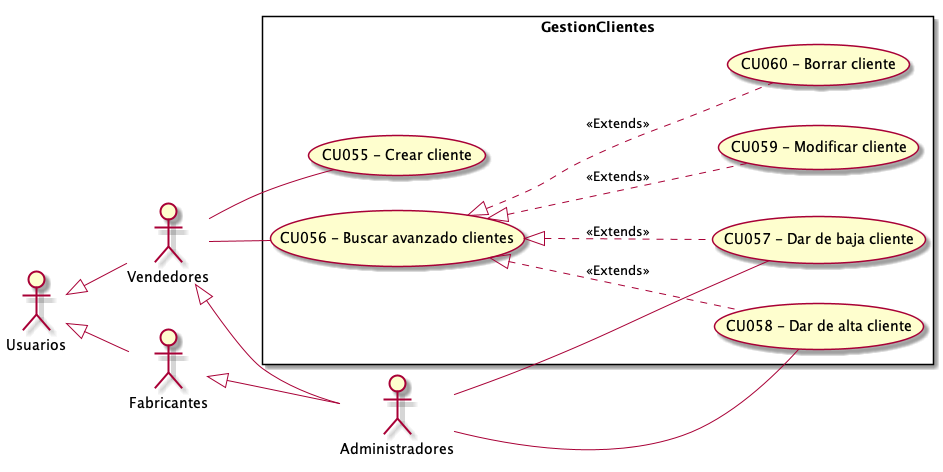 GestionClientes
CU060 – Borrar cliente
«Extends»
CU059 – Modificar cliente
CU055 – Crear cliente
«Extends»
«Extends»
CU056 – Buscar avanzado clientes
CU057 – Dar de baja cliente
«Extends»
Vendedores
CU058 – Dar de alta cliente
Usuarios
Fabricantes
Administradores